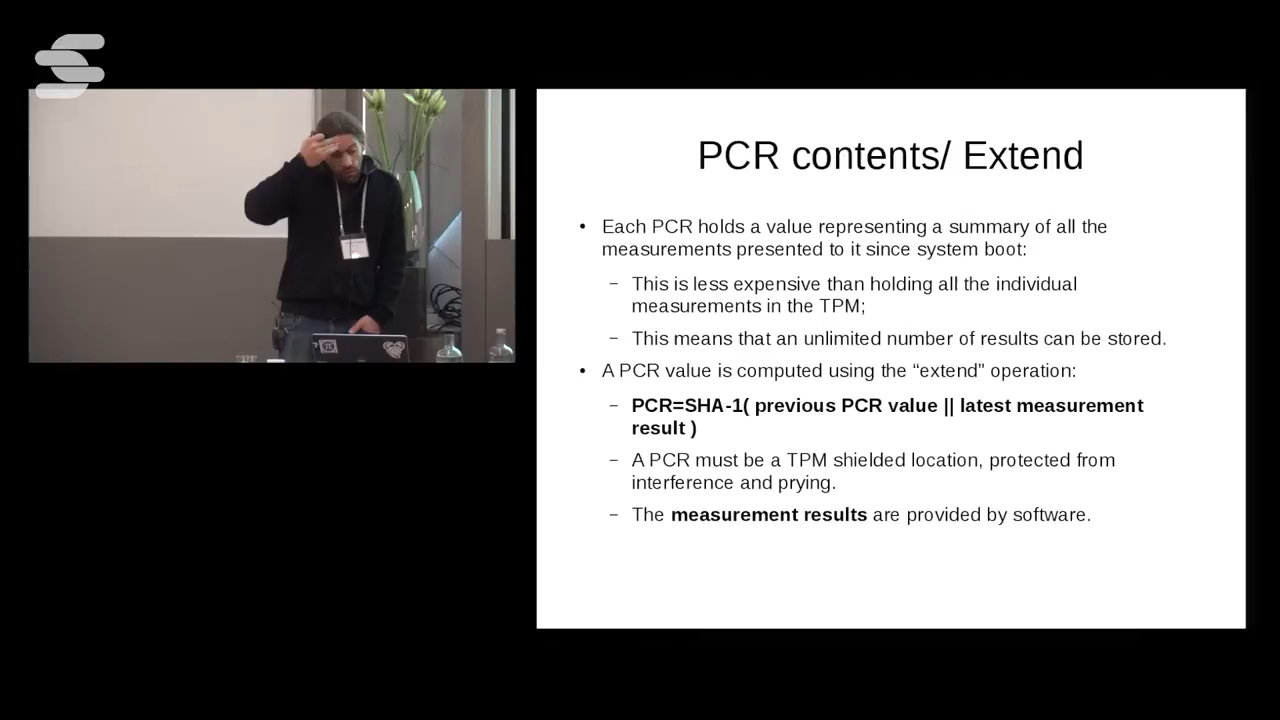 PCR contents/ Extend
• Each PCR holds a value representing a summary of all the
measurements presented to it since system boot:
– This is less expensive than holding all the individual
measurements in the TPM;
– This means that an unlimited number of results can be stored.
• A PCR value is computed using the “extend” operation:
– PCR=SHA-1( previous PCR value || latest measurement
result )
– A PCR must be a TPM shielded location, protected from
interference and prying.
– The measurement results are provided by software.